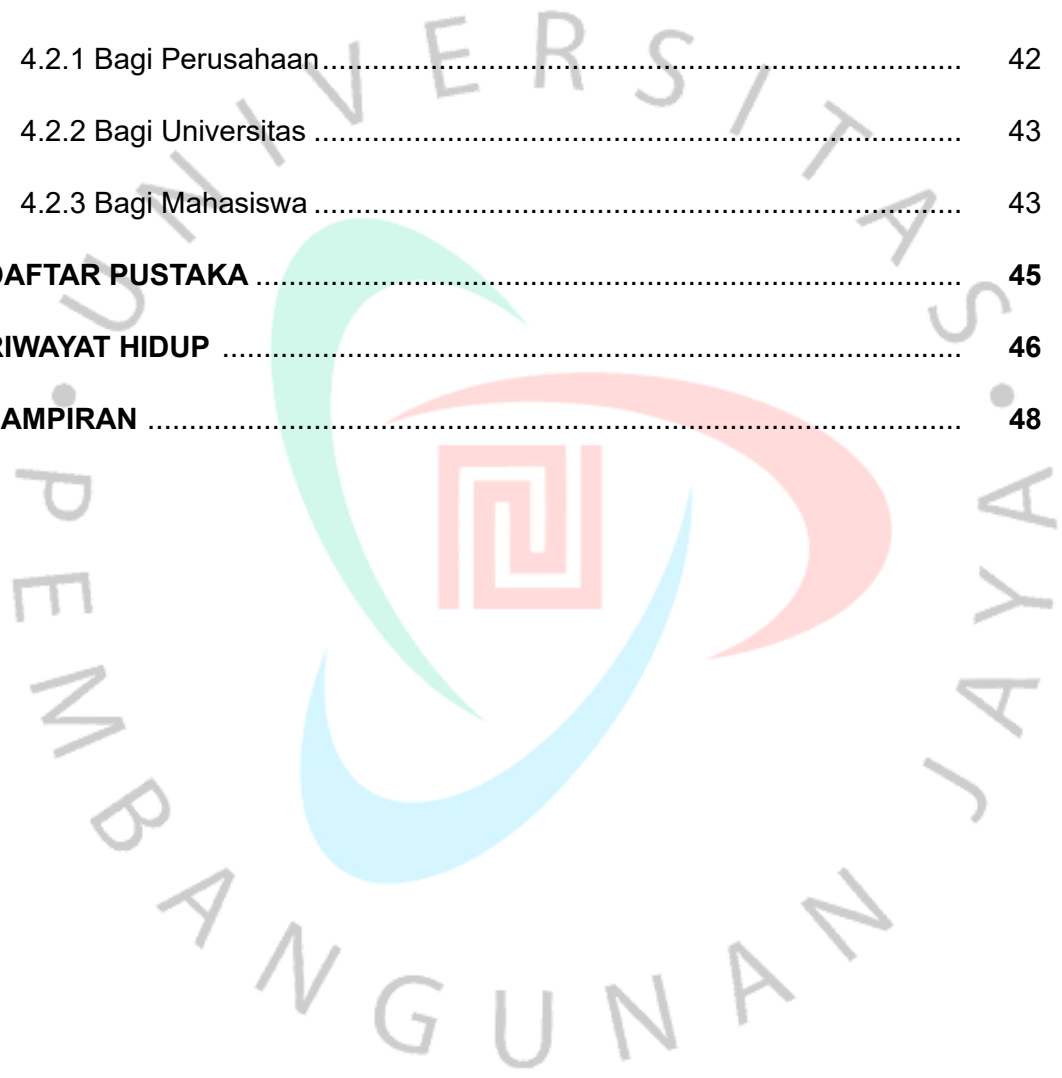 4.2.1 Bagi Perusahaan.......................................................................... 42
4.2.2 Bagi Universitas .......................................................................... 43
4.2.3 Bagi Mahasiswa .......................................................................... 43
DAFTAR PUSTAKA .......................................................................... 45
RIWAYAT HIDUP .......................................................................... 46
LAMPIRAN .......................................................................... 48
UNIVERSITAS
PEMBANGUNAN JAYA